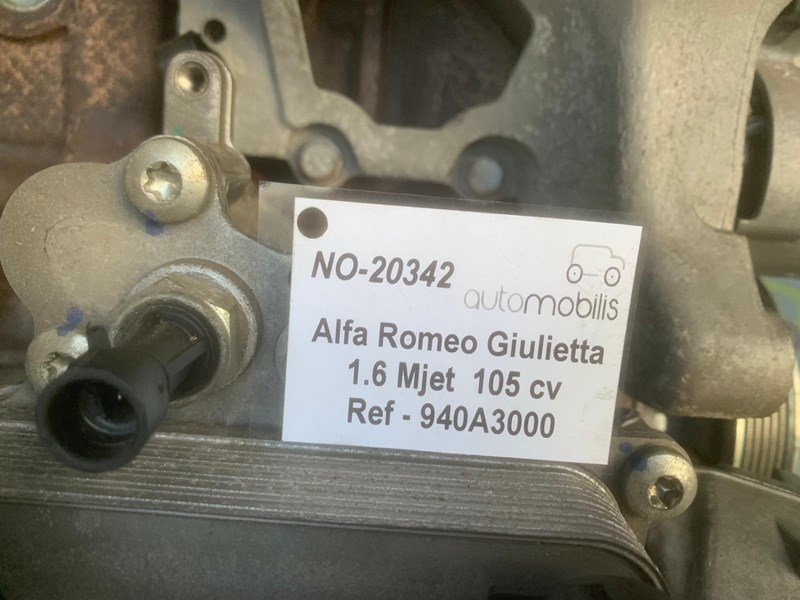 NO-20342
automobilis
Alfa Romeo Giulietta
1.6 Mjet 105 cv
Ref - 940A3000